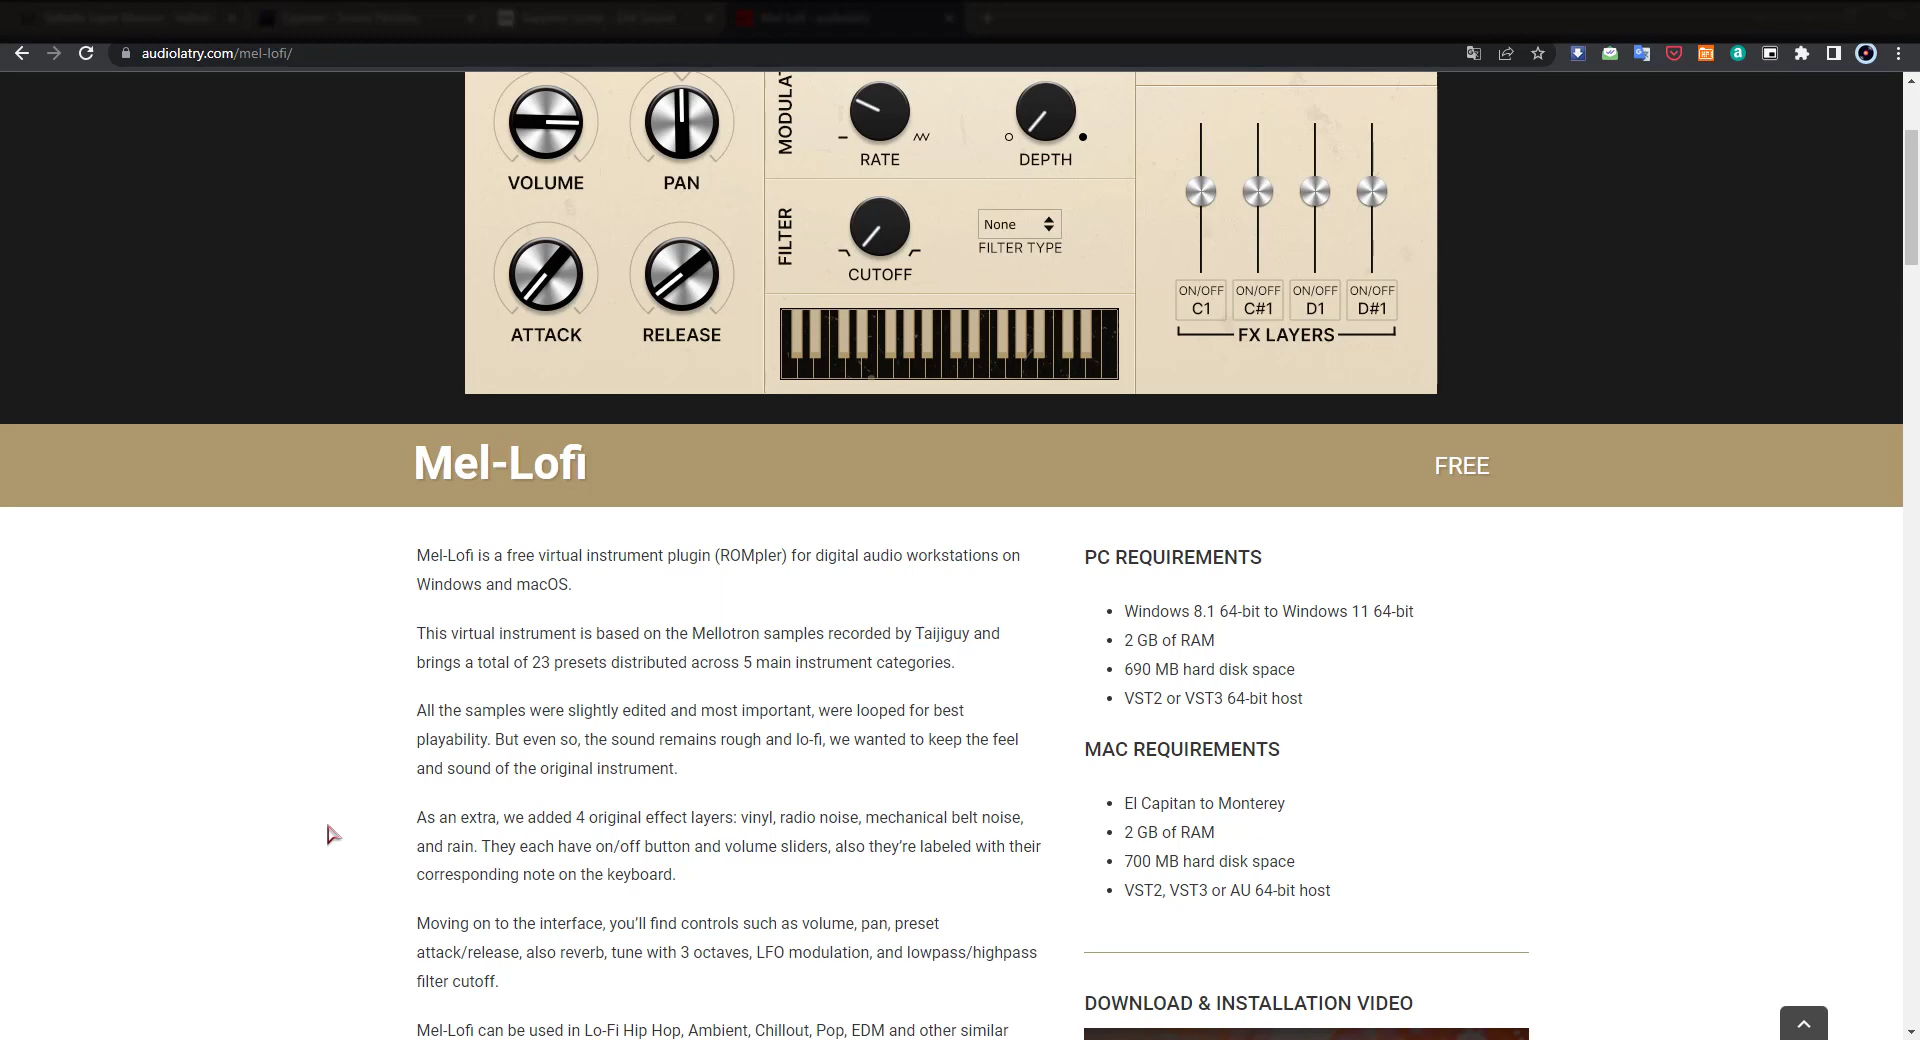 Mel-Lofi - audiolatry
audiolatry.com/mel-lofi/
VOLUME
PAN
ATTACK
RELEASE
RATE
DEPTH
FILTER
CUTOFF
None
FILTER TYPE
ON/OFF ON/OFF ON/OFF ON/OFF
C1 C#1 D1 D#1
FX LAYERS
Mel-Lofi
FREE
Mel-Lofi is a free virtual instrument plugin (ROMpler) for digital audio workstations on
Windows and macOS.
This virtual instrument is based on the Mellotron samples recorded by Taijiguy and
brings a total of 23 presets distributed across 5 main instrument categories.
All the samples were slightly edited and most important, were looped for best
playability. But even so, the sound remains rough and lo-fi, we wanted to keep the feel
and sound of the original instrument.
As an extra, we added 4 original effect layers: vinyl, radio noise, mechanical belt noise,
and rain. They each have on/off button and volume sliders, also they’re labeled with their
corresponding note on the keyboard.
Moving on to the interface, you’ll find controls such as volume, pan, preset
attack/release, also reverb, tune with 3 octaves, LFO modulation, and lowpass/highpass
filter cutoff.
Mel-Lofi can be used in Lo-Fi Hip Hop, Ambient, Chillout, Pop, EDM and other similar
PC REQUIREMENTS
• Windows 8.1 64-bit to Windows 11 64-bit
• 2 GB of RAM
• 690 MB hard disk space
• VST2 or VST3 64-bit host
MAC REQUIREMENTS
• El Capitan to Monterey
• 2 GB of RAM
• 700 MB hard disk space
• VST2, VST3 or AU 64-bit host
DOWNLOAD & INSTALLATION VIDEO